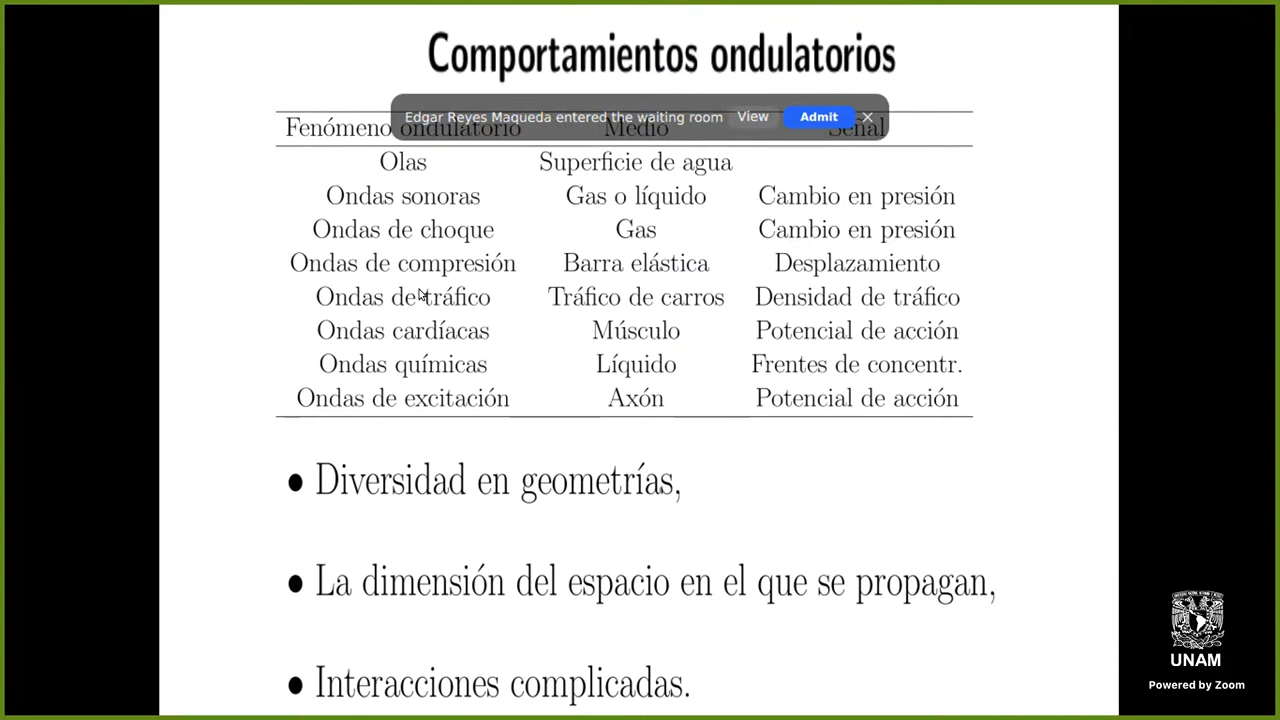 Comportamientos ondulatorios
Edgar Reyes Maqueda entered the waiting room View Admit
Fenómeno ondulatorio Medio Señal
Olas Superficie de agua
Ondas sonoras Gas o líquido Cambio en presión
Ondas de choque Gas Cambio en presión
Ondas de compresión Barra elástica Desplazamiento
Ondas de tráfico Tráfico de carros Densidad de tráfico
Ondas cardíacas Músculo Potencial de acción
Ondas químicas Líquido Frentes de concentr.
Ondas de excitación Axón Potencial de acción
• Diversidad en geometrías,
• La dimensión del espacio en el que se propagan,
• Interacciones complicadas.
UNAM
Powered by Zoom